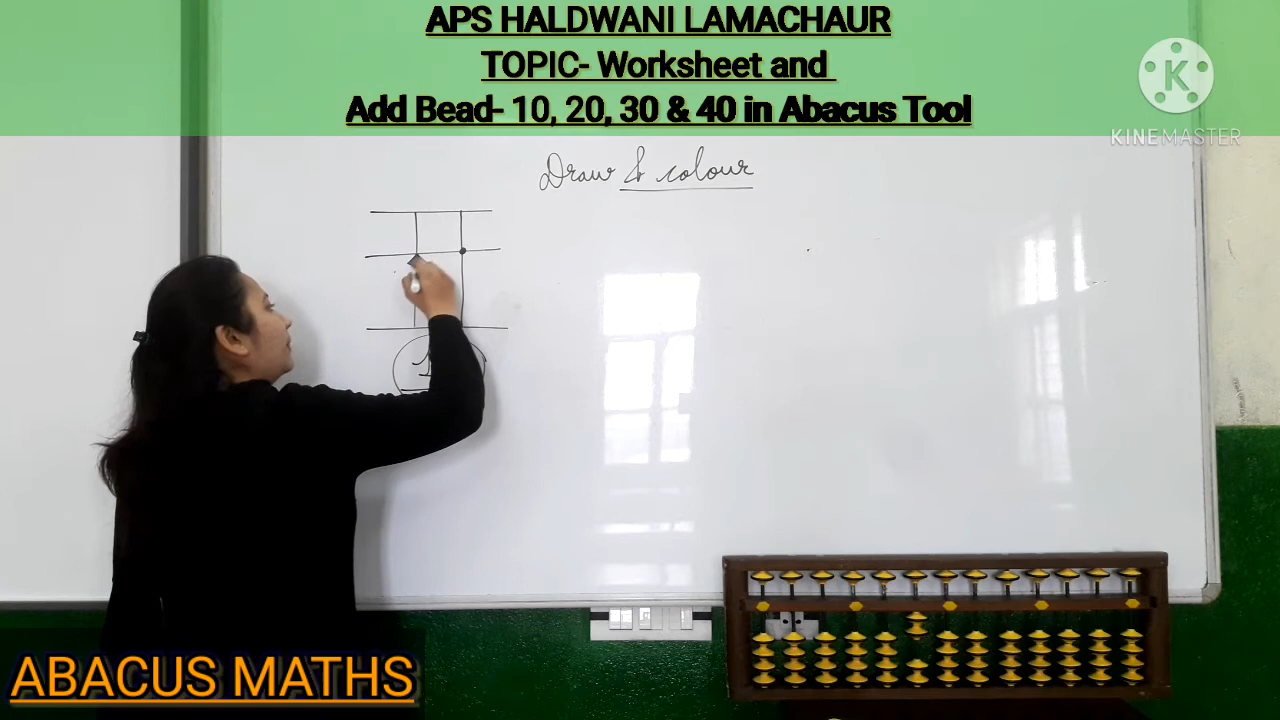 APS HALDWANI LAMACHAUR
TOPIC- Worksheet and
Add Bead- 10, 20, 30 & 40 in Abacus Tool
K
KINEMASTER
Draw & colour
ABACUS MATHS